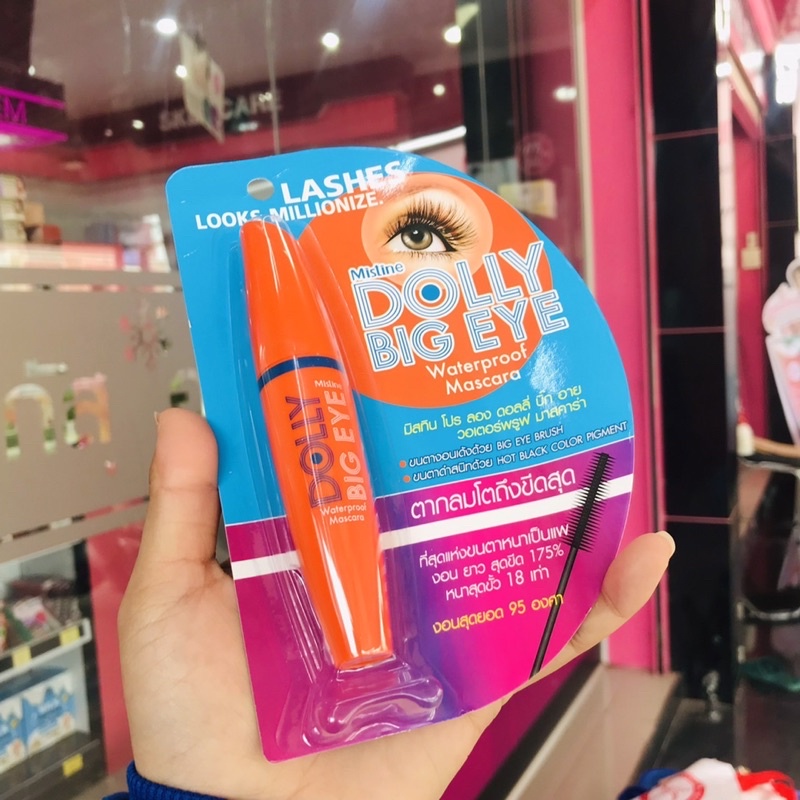 LASHES
LOOKS MILLIONIZE.
Mistine
DOLLY
BIG EYE
Waterproof
Mascara
มิสทิน โปร ลอง ดอลลี่ บิ๊ก อาย
วอเตอร์พรูฟ มาสคาร่า
• ขนตางอนเด้งด้วย BIG EYE BRUSH
• ขนตาดำสนิทด้วย HOT BLACK COLOR PIGMENT
ตากลมโตถึงขีดสุด
ที่สุดแห่งขนตาหนาเป็นแพ
งอน ยาว สุดขีด 175%
หนาสุดขั้ว 18 เท่า
งอนสุดยอด 95 องศา
Mistine
DOLLY
BIG EYE
Waterproof
Mascara
SKIN CARE